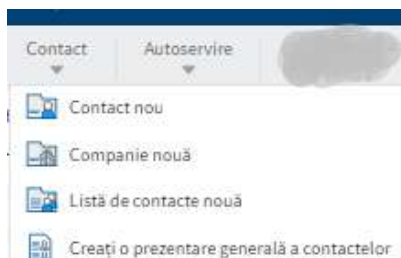 Contact Autoservire
Contact nou
Companie nouă
Listă de contacte nouă
Creați o prezentare generală a contactelor